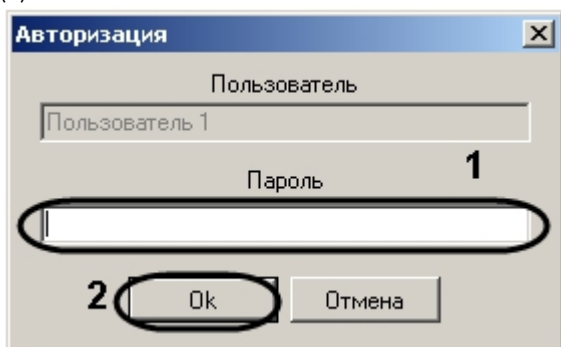 Авторизация
Пользователь
Пользователь 1
1
Пароль
2 Ok Отмена